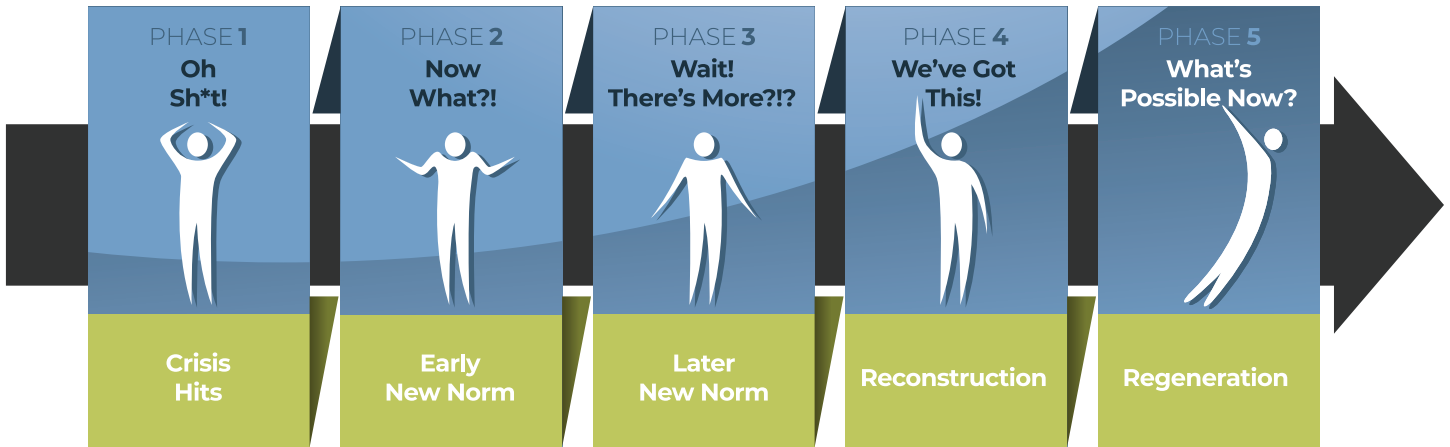 PHASE 1
Oh
Sh*t!
Crisis
Hits
PHASE 2
Now
What?!
Early
New Norm
PHASE 3
Wait!
There's More?!?
Later
New Norm
PHASE 4
We've Got
This!
Reconstruction
PHASE 5
What's
Possible Now?
Regeneration